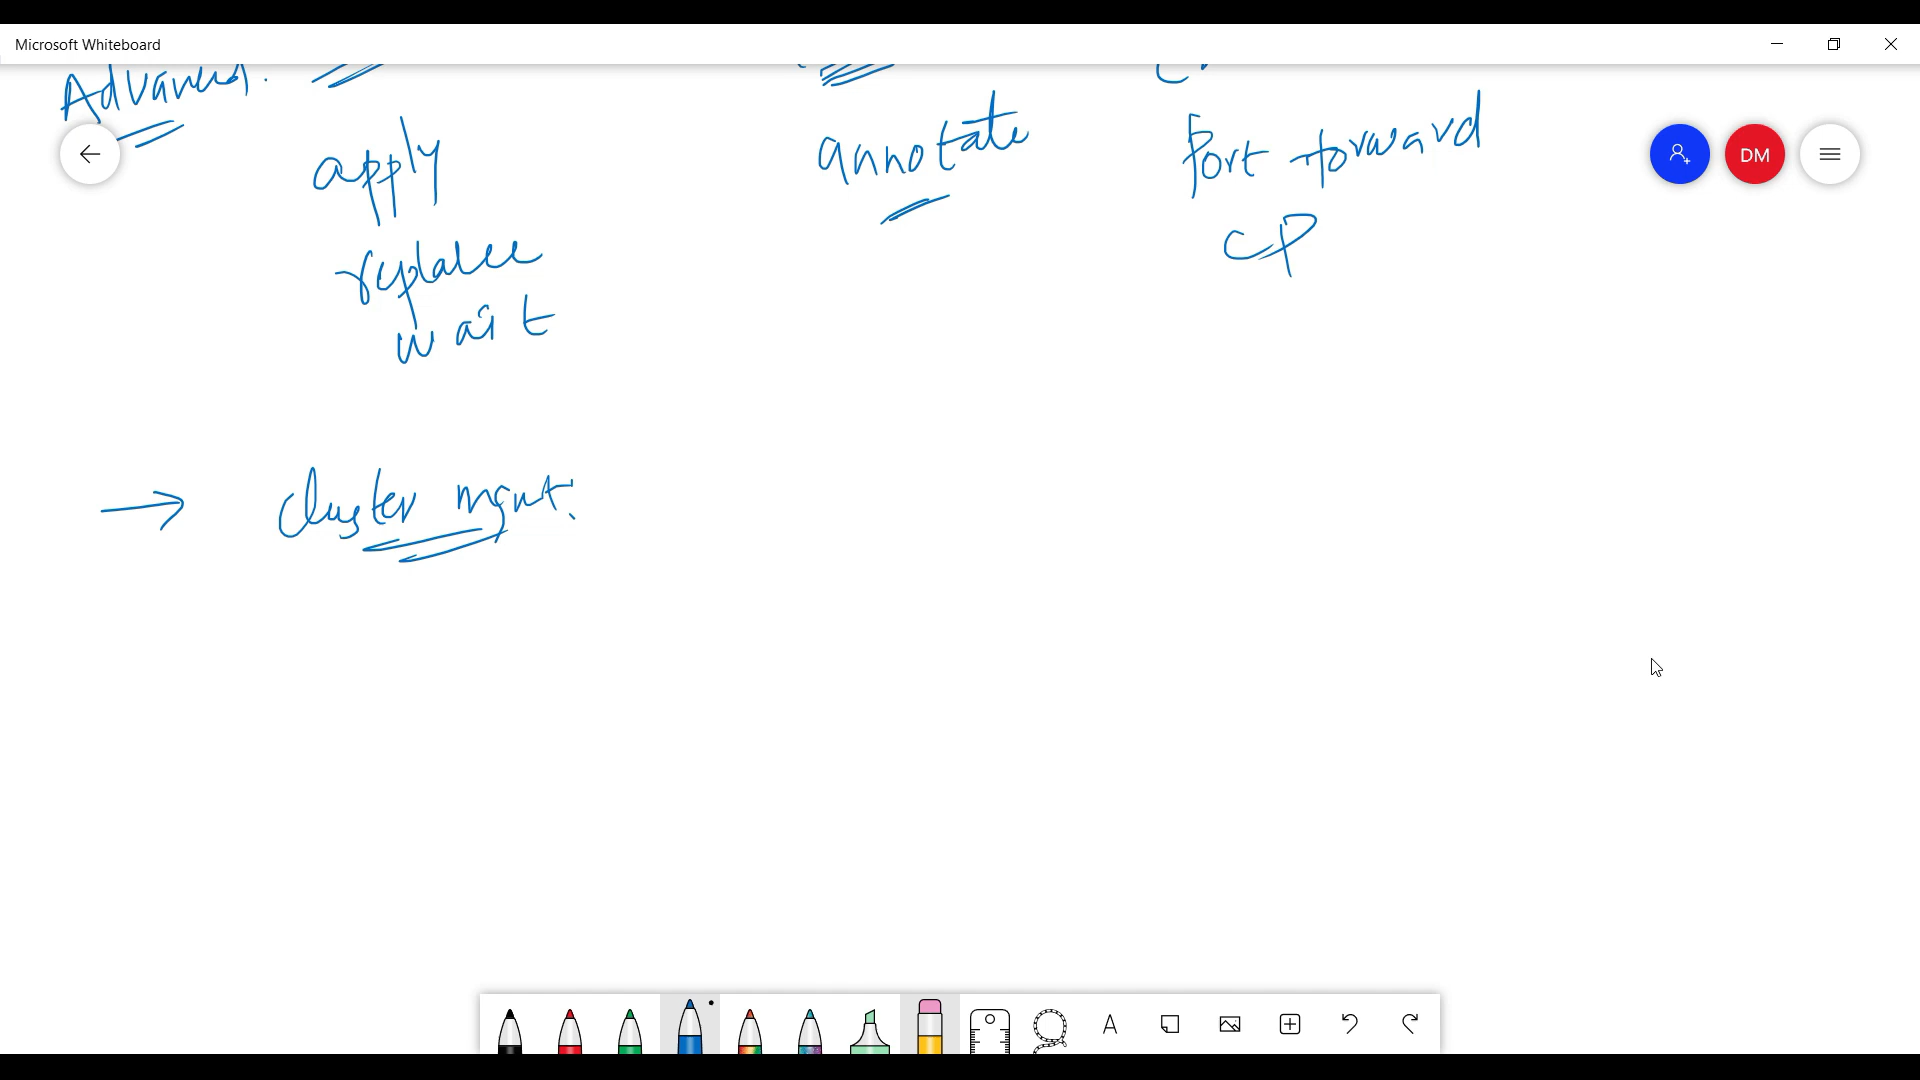 Microsoft Whiteboard
Advanced.
DM
apply
annotate
Port forward
cp
replace
wait
→ cluster mgmt:
A